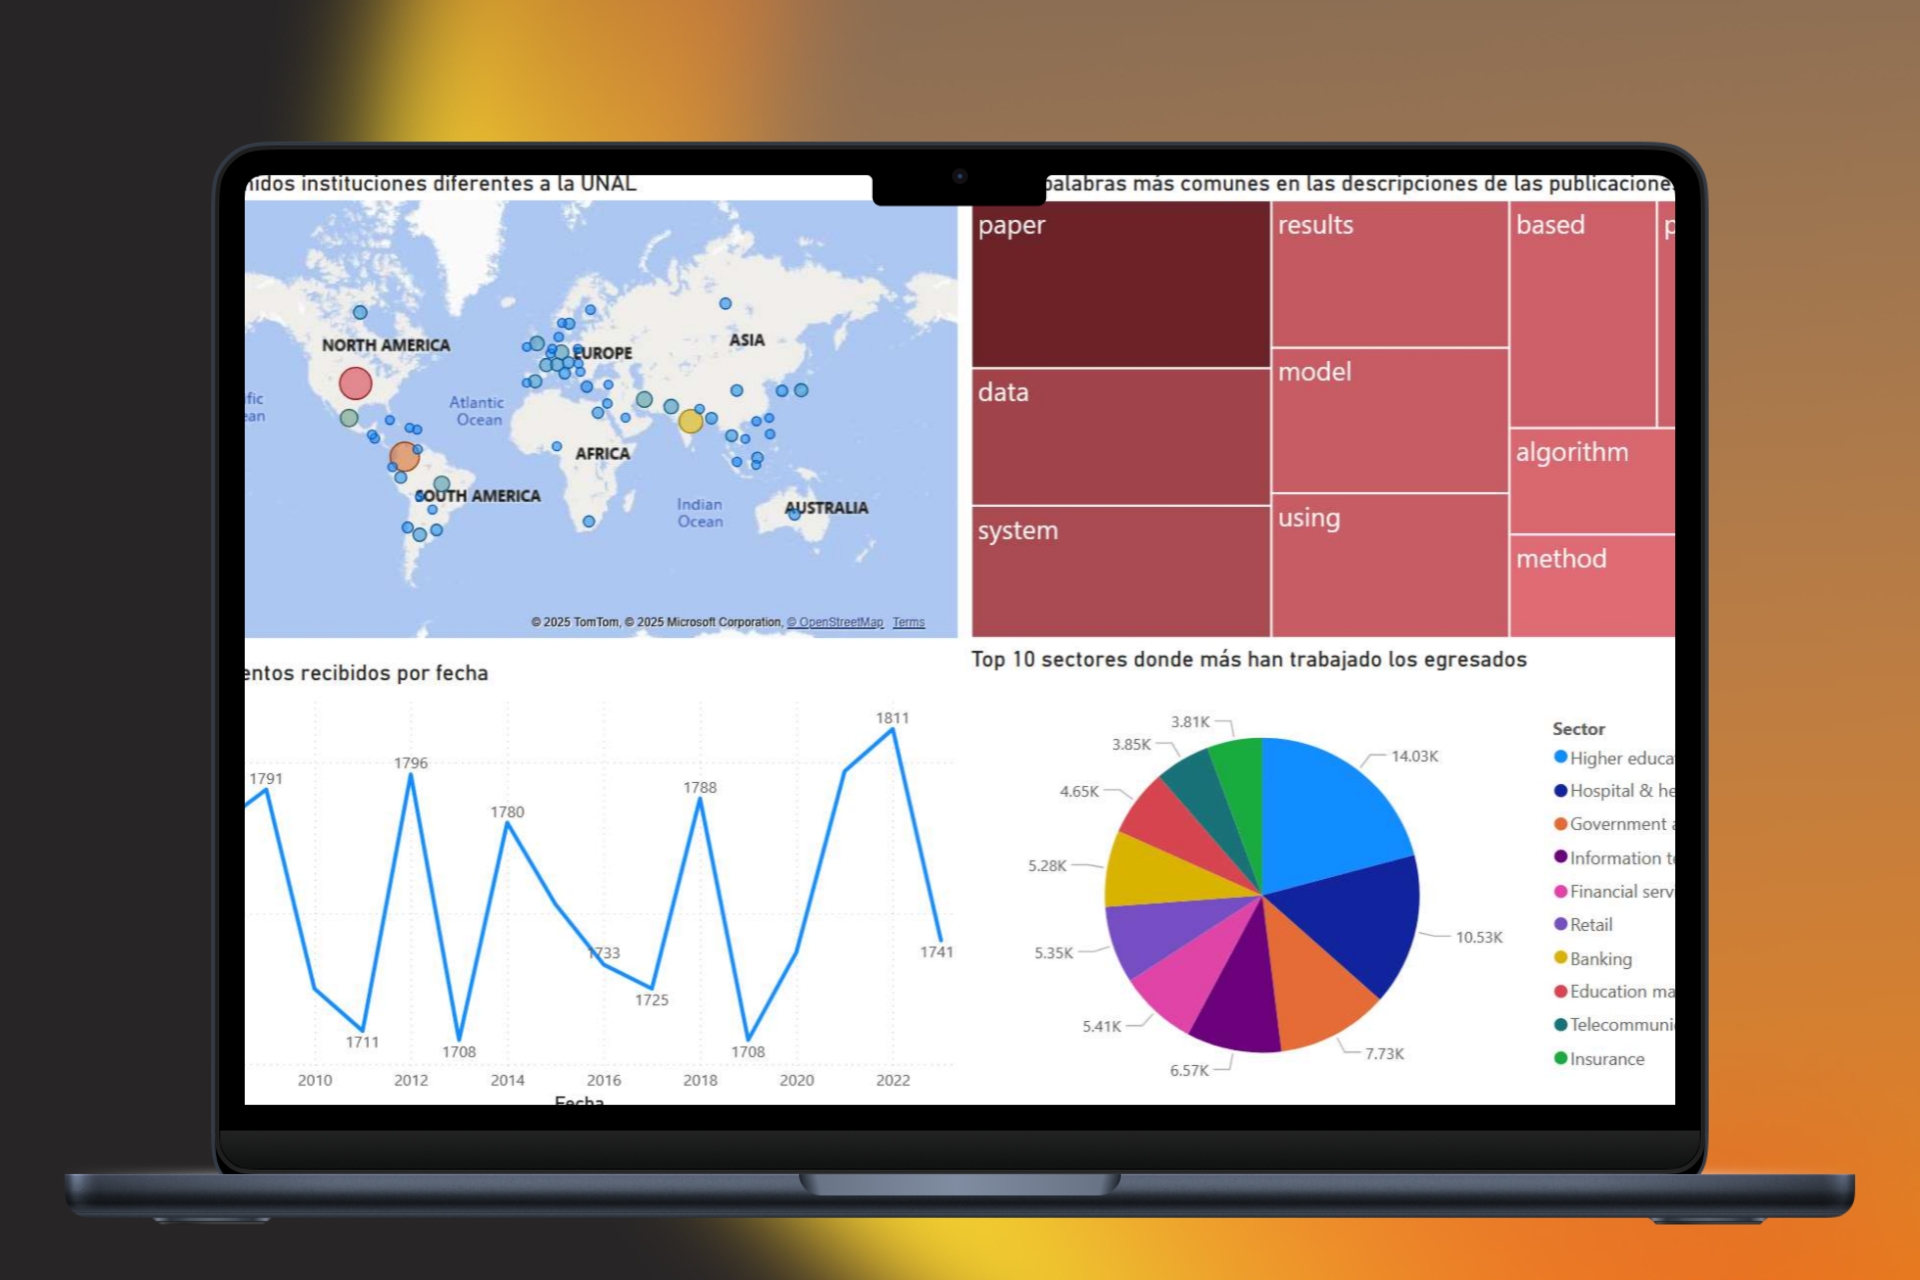 instituciones diferentes a la UNAL
NORTH AMERICA
EUROPE
ASIA
Atlantic
Ocean
AFRICA
SOUTH AMERICA
Indian
Ocean
AUSTRALIA
© 2025 TomTom, © 2025 Microsoft Corporation, © OpenStreetMap Terms
palabras más comunes en las descripciones de las publicacione
paper
data
system
results
model
using
based
p
algorithm
method
entos recibidos por fecha
1791
1711
1796
1708
1780
1733
1725
1788
1708
1811
1741
2010
2012
2014
2016
2018
2020
2022
Fecha
Top 10 sectores donde más han trabajado los egresados
14.03K
10.53K
7.73K
6.57K
5.41K
5.35K
5.28K
4.65K
3.85K
3.81K
Sector
Higher educa
Hospital & he
Government
Information t
Financial serv
Retail
Banking
Education ma
Telecommuni
Insurance